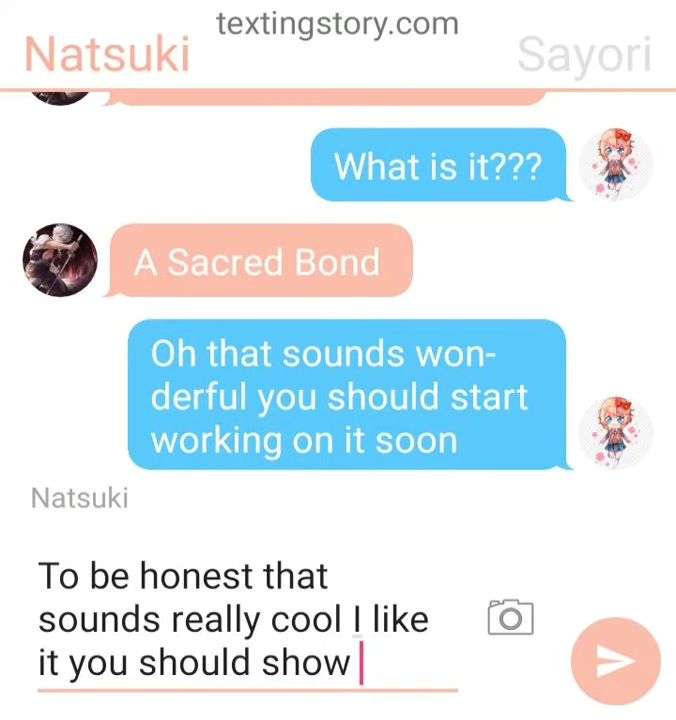 textingstory.com
Natsuki
Sayori
What is it???
A Sacred Bond
Oh that sounds won-
derful you should start
working on it soon
Natsuki
To be honest that
sounds really cool I like
it you should show